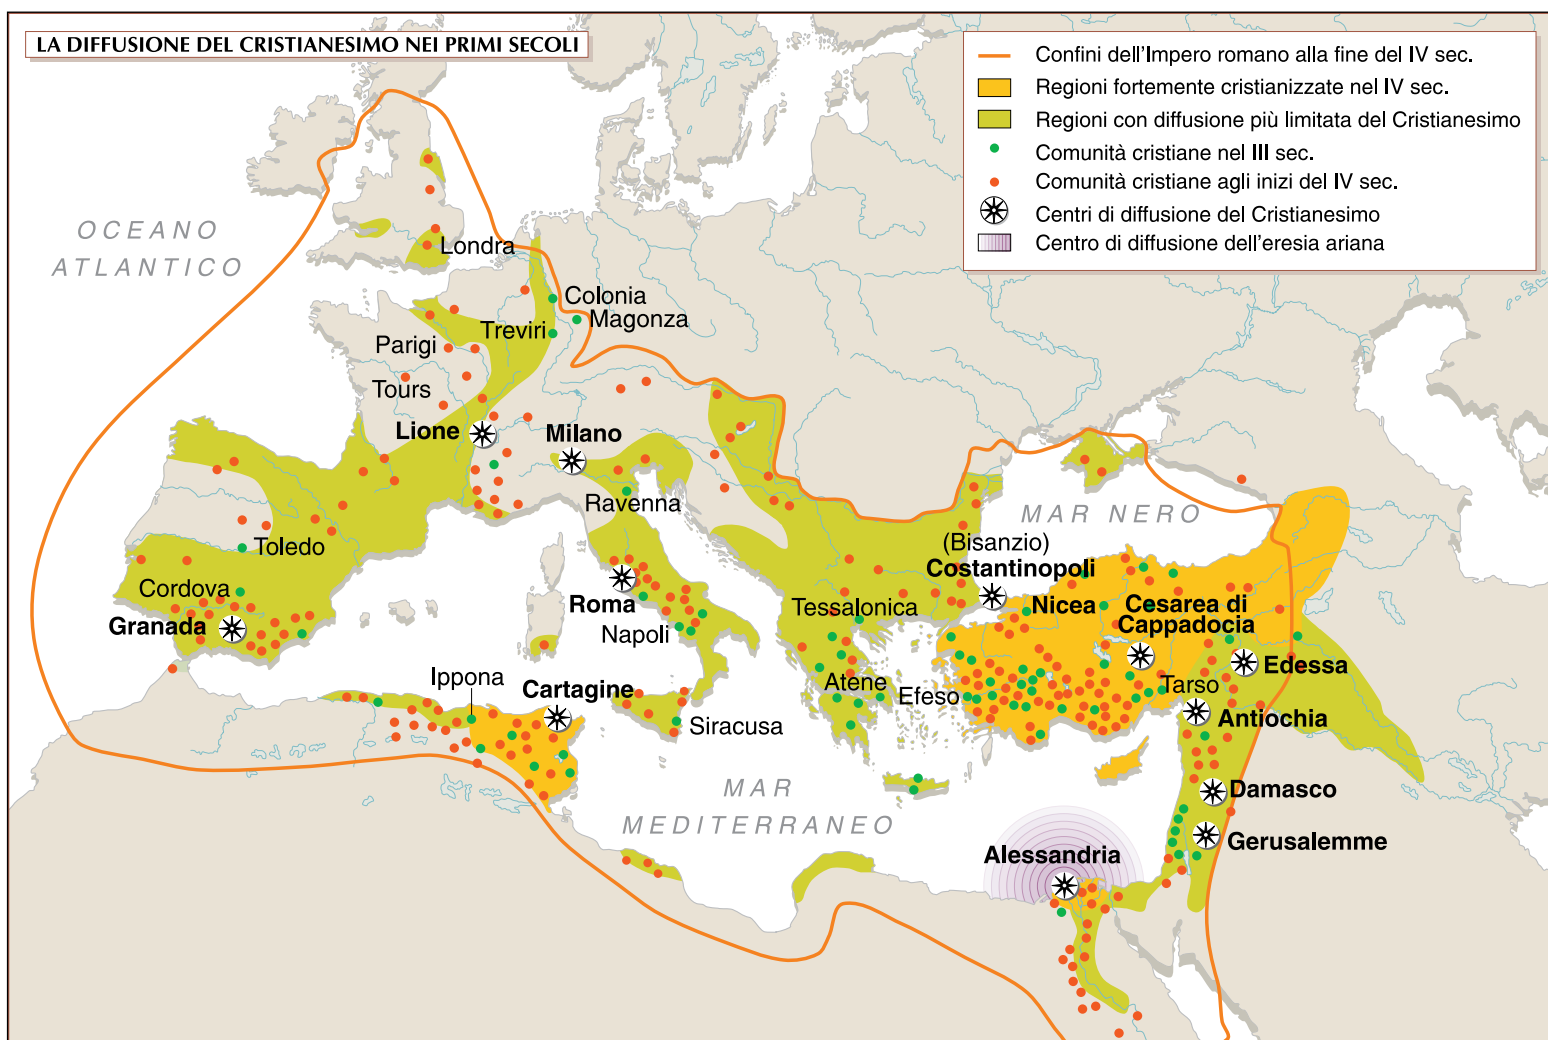 LA DIFFUSIONE DEL CRISTIANESIMO NEI PRIMI SECOLI
Confini dell'Impero romano alla fine del IV sec.
Regioni fortemente cristianizzate nel IV sec.
Regioni con diffusione più limitata del Cristianesimo
Comunità cristiane nel III sec.
Comunità cristiane agli inizi del IV sec.
Centri di diffusione del Cristianesimo
Centro di diffusione dell'eresia ariana
OCEANO
ATLANTICO
Londra
Colonia
Magonza
Treviri
Parigi
Tours
Lione
Milano
Ravenna
MAR NERO
Toledo
(Bisanzio)
Costantinopoli
Cordova
Roma
Tessalonica
Nicea
Cesarea di
Cappadocia
Granada
Napoli
Edessa
Ippona
Cartagine
Atene
Efeso
Tarso
Siracusa
Antiochia
MAR
MEDITERRANEO
Damasco
Gerusalemme
Alessandria